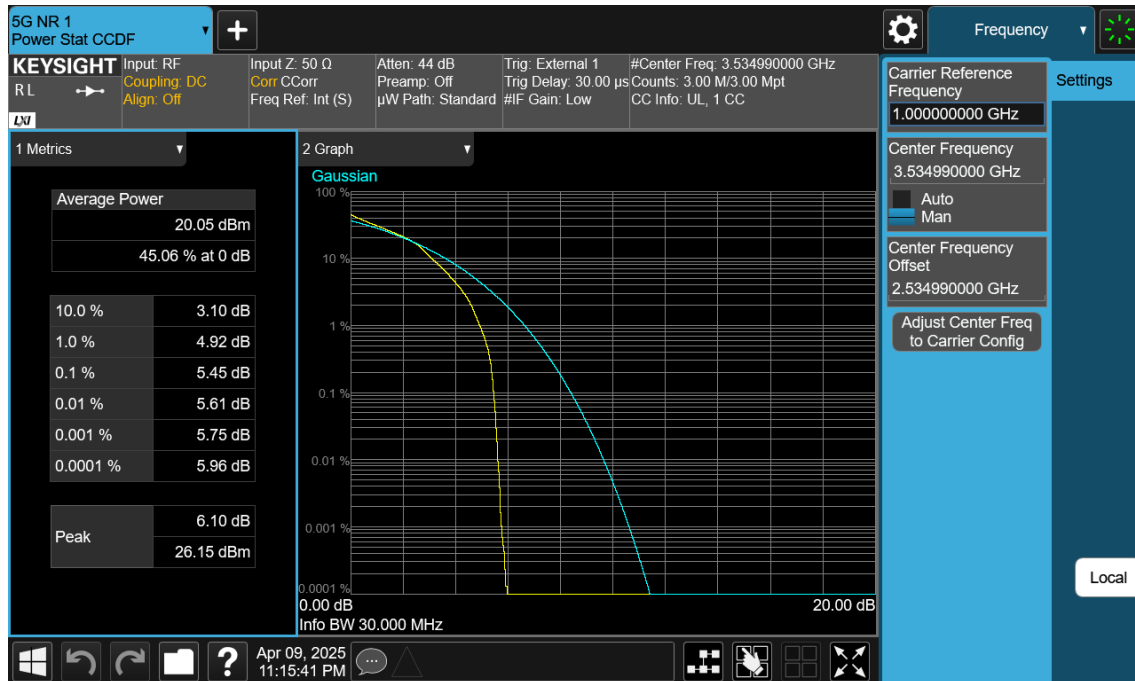 5G NR 1
Power Stat CCDF
+
Frequency
KEYSIGHT
R L
LXI
Input: RF
Coupling: DC
Align: Off
Input Z: 50 Ω
Corr CCorr
Freq Ref: Int (S)
Atten: 44 dB
Preamp: Off
µW Path: Standard
Trig: External 1
Trig Delay: 30.00 µs
#IF Gain: Low
#Center Freq: 3.534990000 GHz
Counts: 3.00 M/3.00 Mpt
CC Info: UL, 1 CC
1 Metrics
Average Power
20.05 dBm
45.06 % at 0 dB
10.0 % 3.10 dB
1.0 % 4.92 dB
0.1 % 5.45 dB
0.01 % 5.61 dB
0.001 % 5.75 dB
0.0001 % 5.96 dB
Peak
6.10 dB
26.15 dBm
2 Graph
Gaussian
100 %
10 %
1 %
0.1 %
0.01 %
0.001 %
0.0001 %
0.00 dB
20.00 dB
Info BW 30.000 MHz
Carrier Reference
Frequency
1.000000000 GHz
Center Frequency
3.534990000 GHz
Auto
Man
Center Frequency
Offset
2.534990000 GHz
Adjust Center Freq
to Carrier Config
Settings
Local
?
Apr 09, 2025
11:15:41 PM